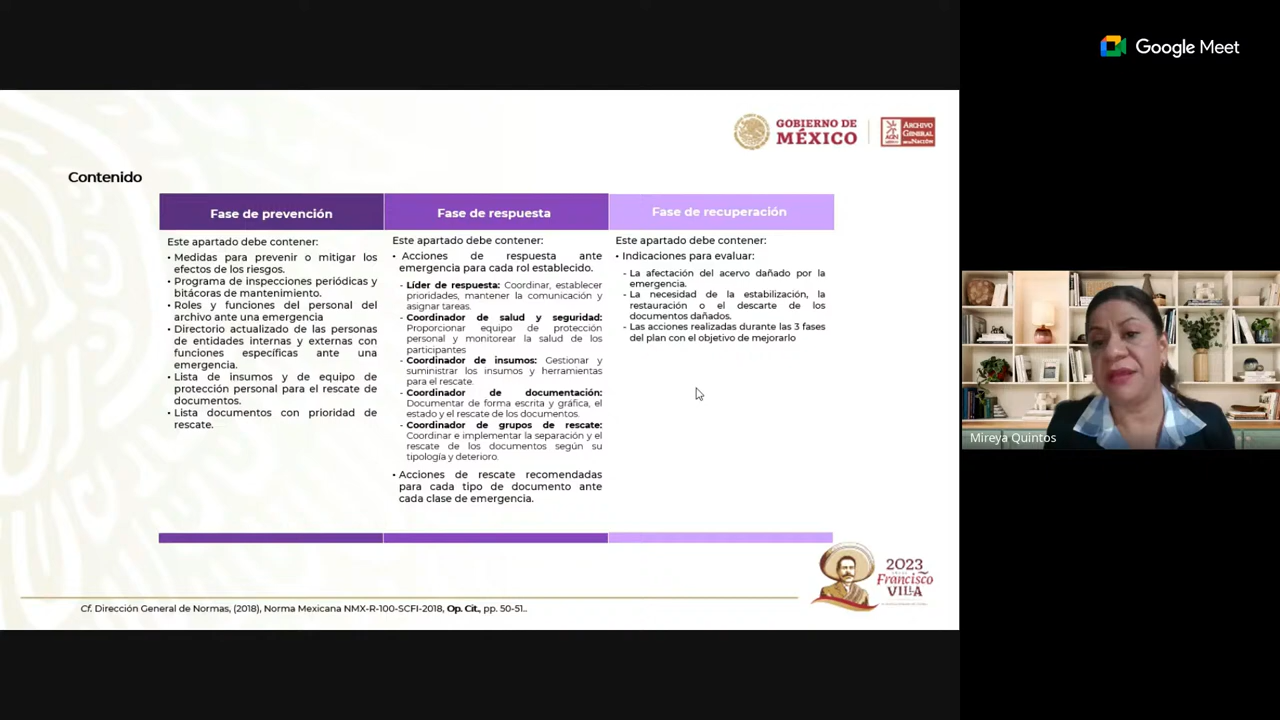 Google Meet
GOBIERNO DE
MÉXICO
ARCHIVO
GENERAL
DE LA NACIÓN
Contenido
Fase de prevención
Este apartado debe contener:
• Medidas para prevenir o mitigar los
efectos de los riesgos.
• Programa de inspecciones periódicas y
bitácoras de mantenimiento.
• Roles y funciones del personal del
archivo ante una emergencia
• Directorio actualizado de las personas
de entidades internas y externas con
funciones específicas ante una
emergencia.
• Lista de insumos y de equipo de
protección personal para el rescate de
documentos.
• Lista documentos con prioridad de
rescate.
Fase de respuesta
Este apartado debe contener:
• Acciones de respuesta ante
emergencia para cada rol establecido.
- Líder de respuesta: Coordinar, establecer
prioridades, mantener la comunicación y
asignar tareas.
- Coordinador de salud y seguridad:
Proporcionar equipo de protección
personal y monitorear la salud de los
participantes
- Coordinador de insumos: Gestionar y
suministrar los insumos y herramientas
para el rescate.
- Coordinador de documentación:
Documentar de forma escrita y gráfica, el
estado y el rescate de los documentos.
- Coordinador de grupos de rescate:
Coordinar e implementar la separación y el
rescate de los documentos según su
tipología y deterioro.
• Acciones de rescate recomendadas
para cada tipo de documento ante
cada clase de emergencia.
Fase de recuperación
Este apartado debe contener:
• Indicaciones para evaluar:
- La afectación del acervo dañado por la
emergencia.
- La necesidad de la estabilización, la
restauración o el descarte de los
documentos dañados.
- Las acciones realizadas durante las 3 fases
del plan con el objetivo de mejorarlo
Mireya Quintos
2023
Francisco
VILLA
Cf. Dirección General de Normas, (2018), Norma Mexicana NMX-R-100-SCFI-2018, Op. Cit., pp. 50-51..